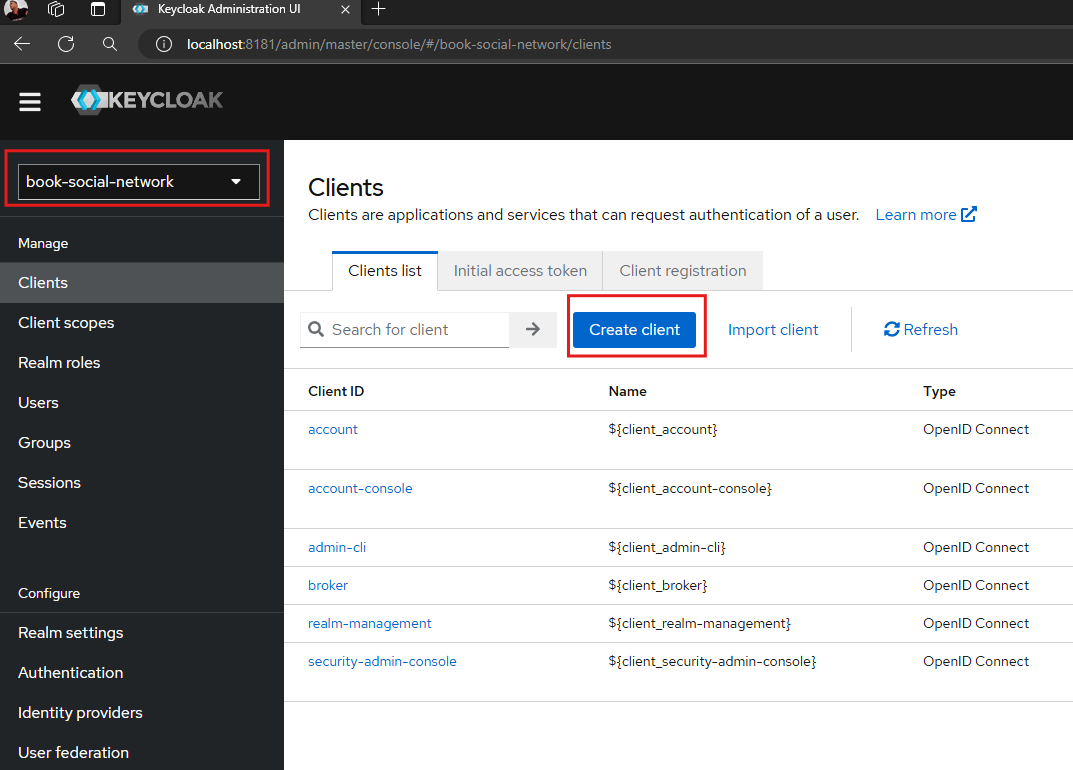 Keycloak Administration UI
localhost:8181/admin/master/console/#/book-social-network/clients
KEYCLOAK
book-social-network
Manage
Clients
Client scopes
Realm roles
Users
Groups
Sessions
Events
Configure
Realm settings
Authentication
Identity providers
User federation
Clients
Clients are applications and services that can request authentication of a user. Learn more
Clients list Initial access token Client registration
Search for client Create client Import client Refresh
Client ID Name Type
account ${client_account} OpenID Connect
account-console ${client_account-console} OpenID Connect
admin-cli ${client_admin-cli} OpenID Connect
broker ${client_broker} OpenID Connect
realm-management ${client_realm-management} OpenID Connect
security-admin-console ${client_security-admin-console} OpenID Connect